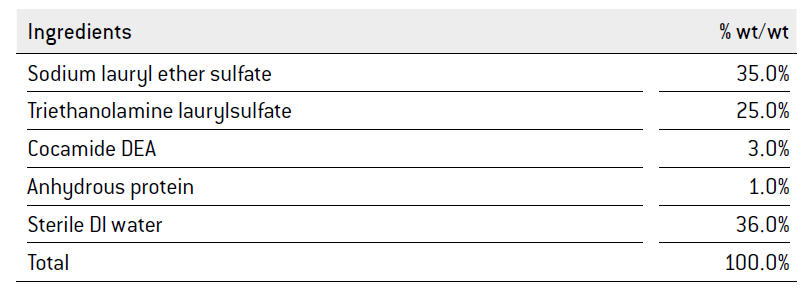 Ingredients % wt/wt
Sodium lauryl ether sulfate 35.0%
Triethanolamine laurylsulfate 25.0%
Cocamide DEA 3.0%
Anhydrous protein 1.0%
Sterile DI water 36.0%
Total 100.0%